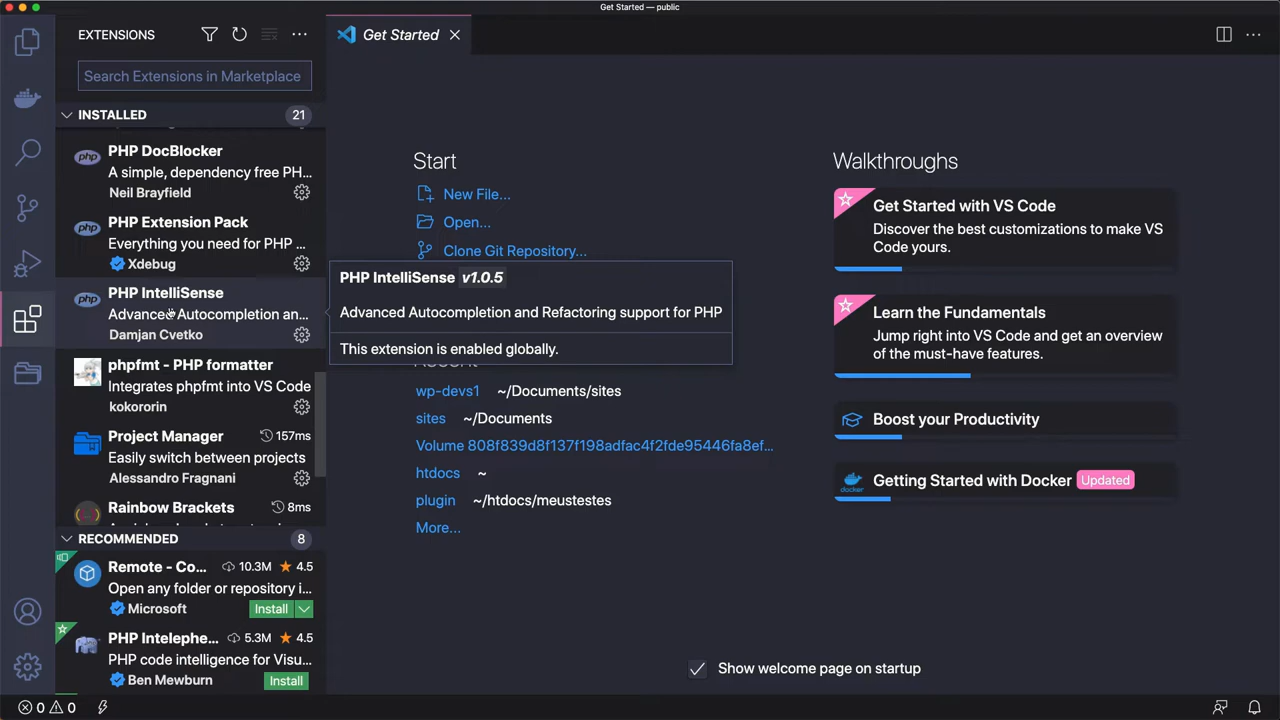 Get Started — public
EXTENSIONS
Get Started
Search Extensions in Marketplace
INSTALLED 21
php
PHP DocBlocker
A simple, dependency free PH...
Neil Brayfield
php
PHP Extension Pack
Everything you need for PHP ...
Xdebug
php
PHP IntelliSense
Advanced Autocompletion an...
Damjan Cvetko
phpfmt - PHP formatter
Integrates phpfmt into VS Code
kokororin
Project Manager 157ms
Easily switch between projects
Alessandro Fragnani
Rainbow Brackets 8ms
RECOMMENDED 8
Remote - Co... 10.3M 4.5
Open any folder or repository i...
Microsoft Install
PHP Intelephe... 5.3M 4.5
PHP code intelligence for Visu...
Ben Mewburn Install
Start
New File...
Open...
Clone Git Repository...
PHP IntelliSense v1.0.5
Advanced Autocompletion and Refactoring support for PHP
This extension is enabled globally.
Recent
wp-devs1 ~/Documents/sites
sites ~/Documents
Volume 808f839d8f137f198adfac4f2fde95446fa8ef...
htdocs ~
plugin ~/htdocs/meustestes
More...
Walkthroughs
Get Started with VS Code
Discover the best customizations to make VS
Code yours.
Learn the Fundamentals
Jump right into VS Code and get an overview
of the must-have features.
Boost your Productivity
docker
Getting Started with Docker Updated
Show welcome page on startup
0 0